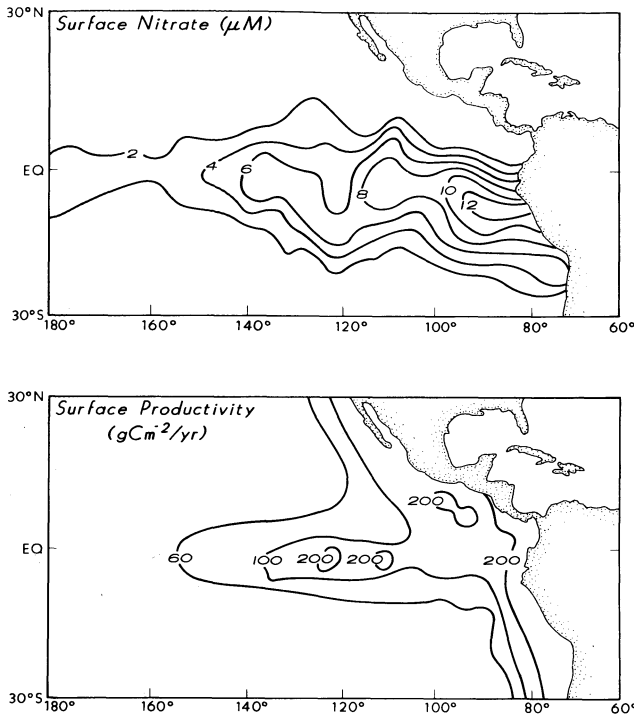 30°N
Surface Nitrate (μM)
2
4
6
8
10
12
EQ
30°S
180° 160° 140° 120° 100° 80° 60°
30°N
Surface Productivity
(gCm⁻²/yr)
200
EQ
60 100 200 200 200
30°S
180° 160° 140° 120° 100° 80° 60°